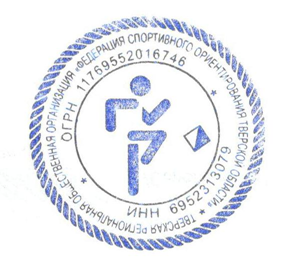 ТВЕРСКАЯ РЕГИОНАЛЬНАЯ ОБЩЕСТВЕННАЯ ОРГАНИЗАЦИЯ «ФЕДЕРАЦИЯ СПОРТИВНОГО ОРИЕНТИРОВАНИЯ ТВЕРСКОЙ ОБЛАСТИ»
ОГРН 1176952016746
ИНН 6952313079